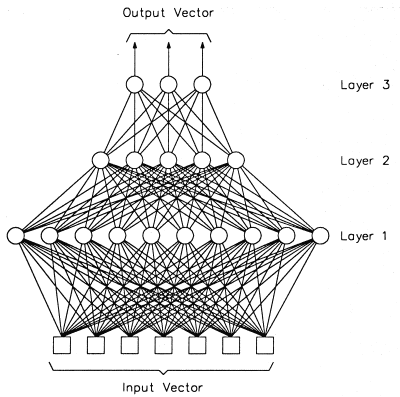 Output Vector
Layer 3
Layer 2
Layer 1
Input Vector